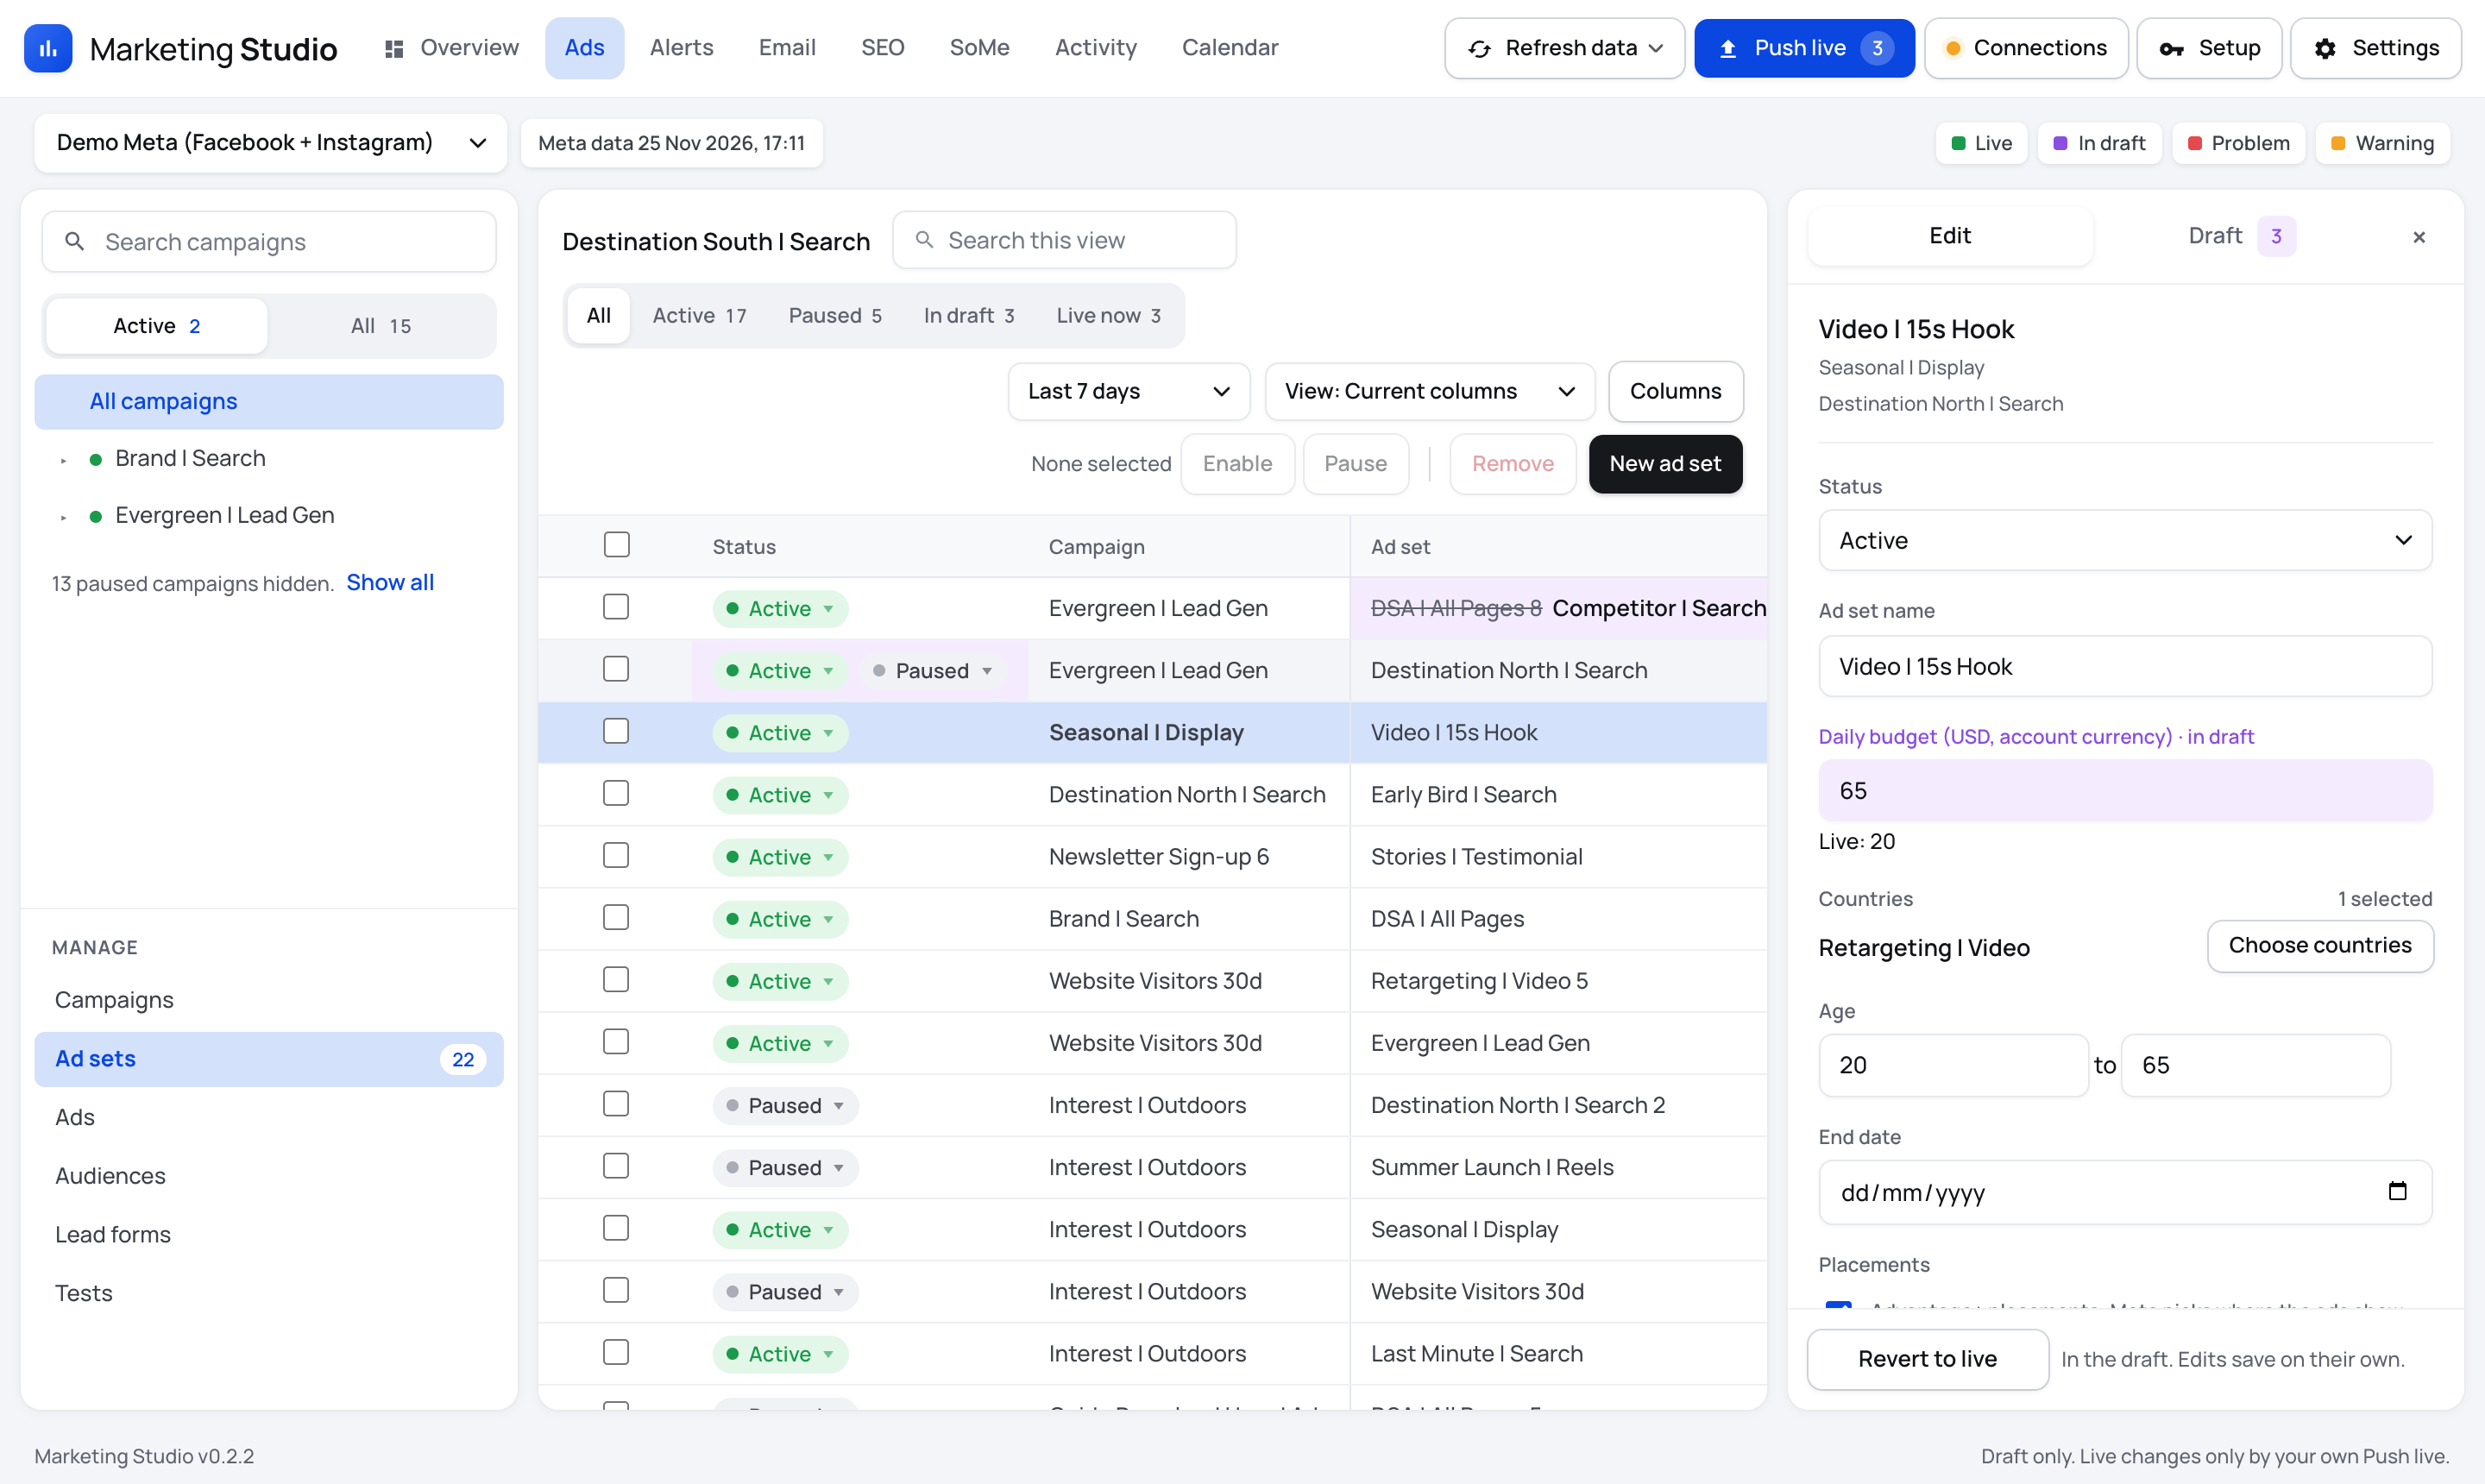 Marketing Studio
Overview
Ads
Alerts
Email
SEO
SoMe
Activity
Calendar
Refresh data
Push live 3
Connections
Setup
Settings
Demo Meta (Facebook + Instagram)
Meta data 25 Nov 2026, 17:11
Live
In draft
Problem
Warning
Search campaigns
Active 2
All 15
All campaigns
Brand | Search
Evergreen | Lead Gen
13 paused campaigns hidden. Show all
MANAGE
Campaigns
Ad sets 22
Ads
Audiences
Lead forms
Tests
Destination South | Search
Search this view
All
Active 17
Paused 5
In draft 3
Live now 3
Last 7 days
View: Current columns
Columns
None selected
Enable
Pause
Remove
New ad set
Status Campaign Ad set
Active Evergreen | Lead Gen DSA | All Pages 8 Competitor | Search
Active Paused Evergreen | Lead Gen Destination North | Search
Active Seasonal | Display Video | 15s Hook
Active Destination North | Search Early Bird | Search
Active Newsletter Sign-up 6 Stories | Testimonial
Active Brand | Search DSA | All Pages
Active Website Visitors 30d Retargeting | Video 5
Active Website Visitors 30d Evergreen | Lead Gen
Paused Interest | Outdoors Destination North | Search 2
Paused Interest | Outdoors Summer Launch | Reels
Active Interest | Outdoors Seasonal | Display
Paused Interest | Outdoors Website Visitors 30d
Active Interest | Outdoors Last Minute | Search
Edit
Draft 3
Video | 15s Hook
Seasonal | Display
Destination North | Search
Status
Active
Ad set name
Video | 15s Hook
Daily budget (USD, account currency) · in draft
65
Live: 20
Countries 1 selected
Retargeting | Video Choose countries
Age
20 to 65
End date
dd/mm/yyyy
Placements
Revert to live In the draft. Edits save on their own.
Marketing Studio v0.2.2
Draft only. Live changes only by your own Push live.